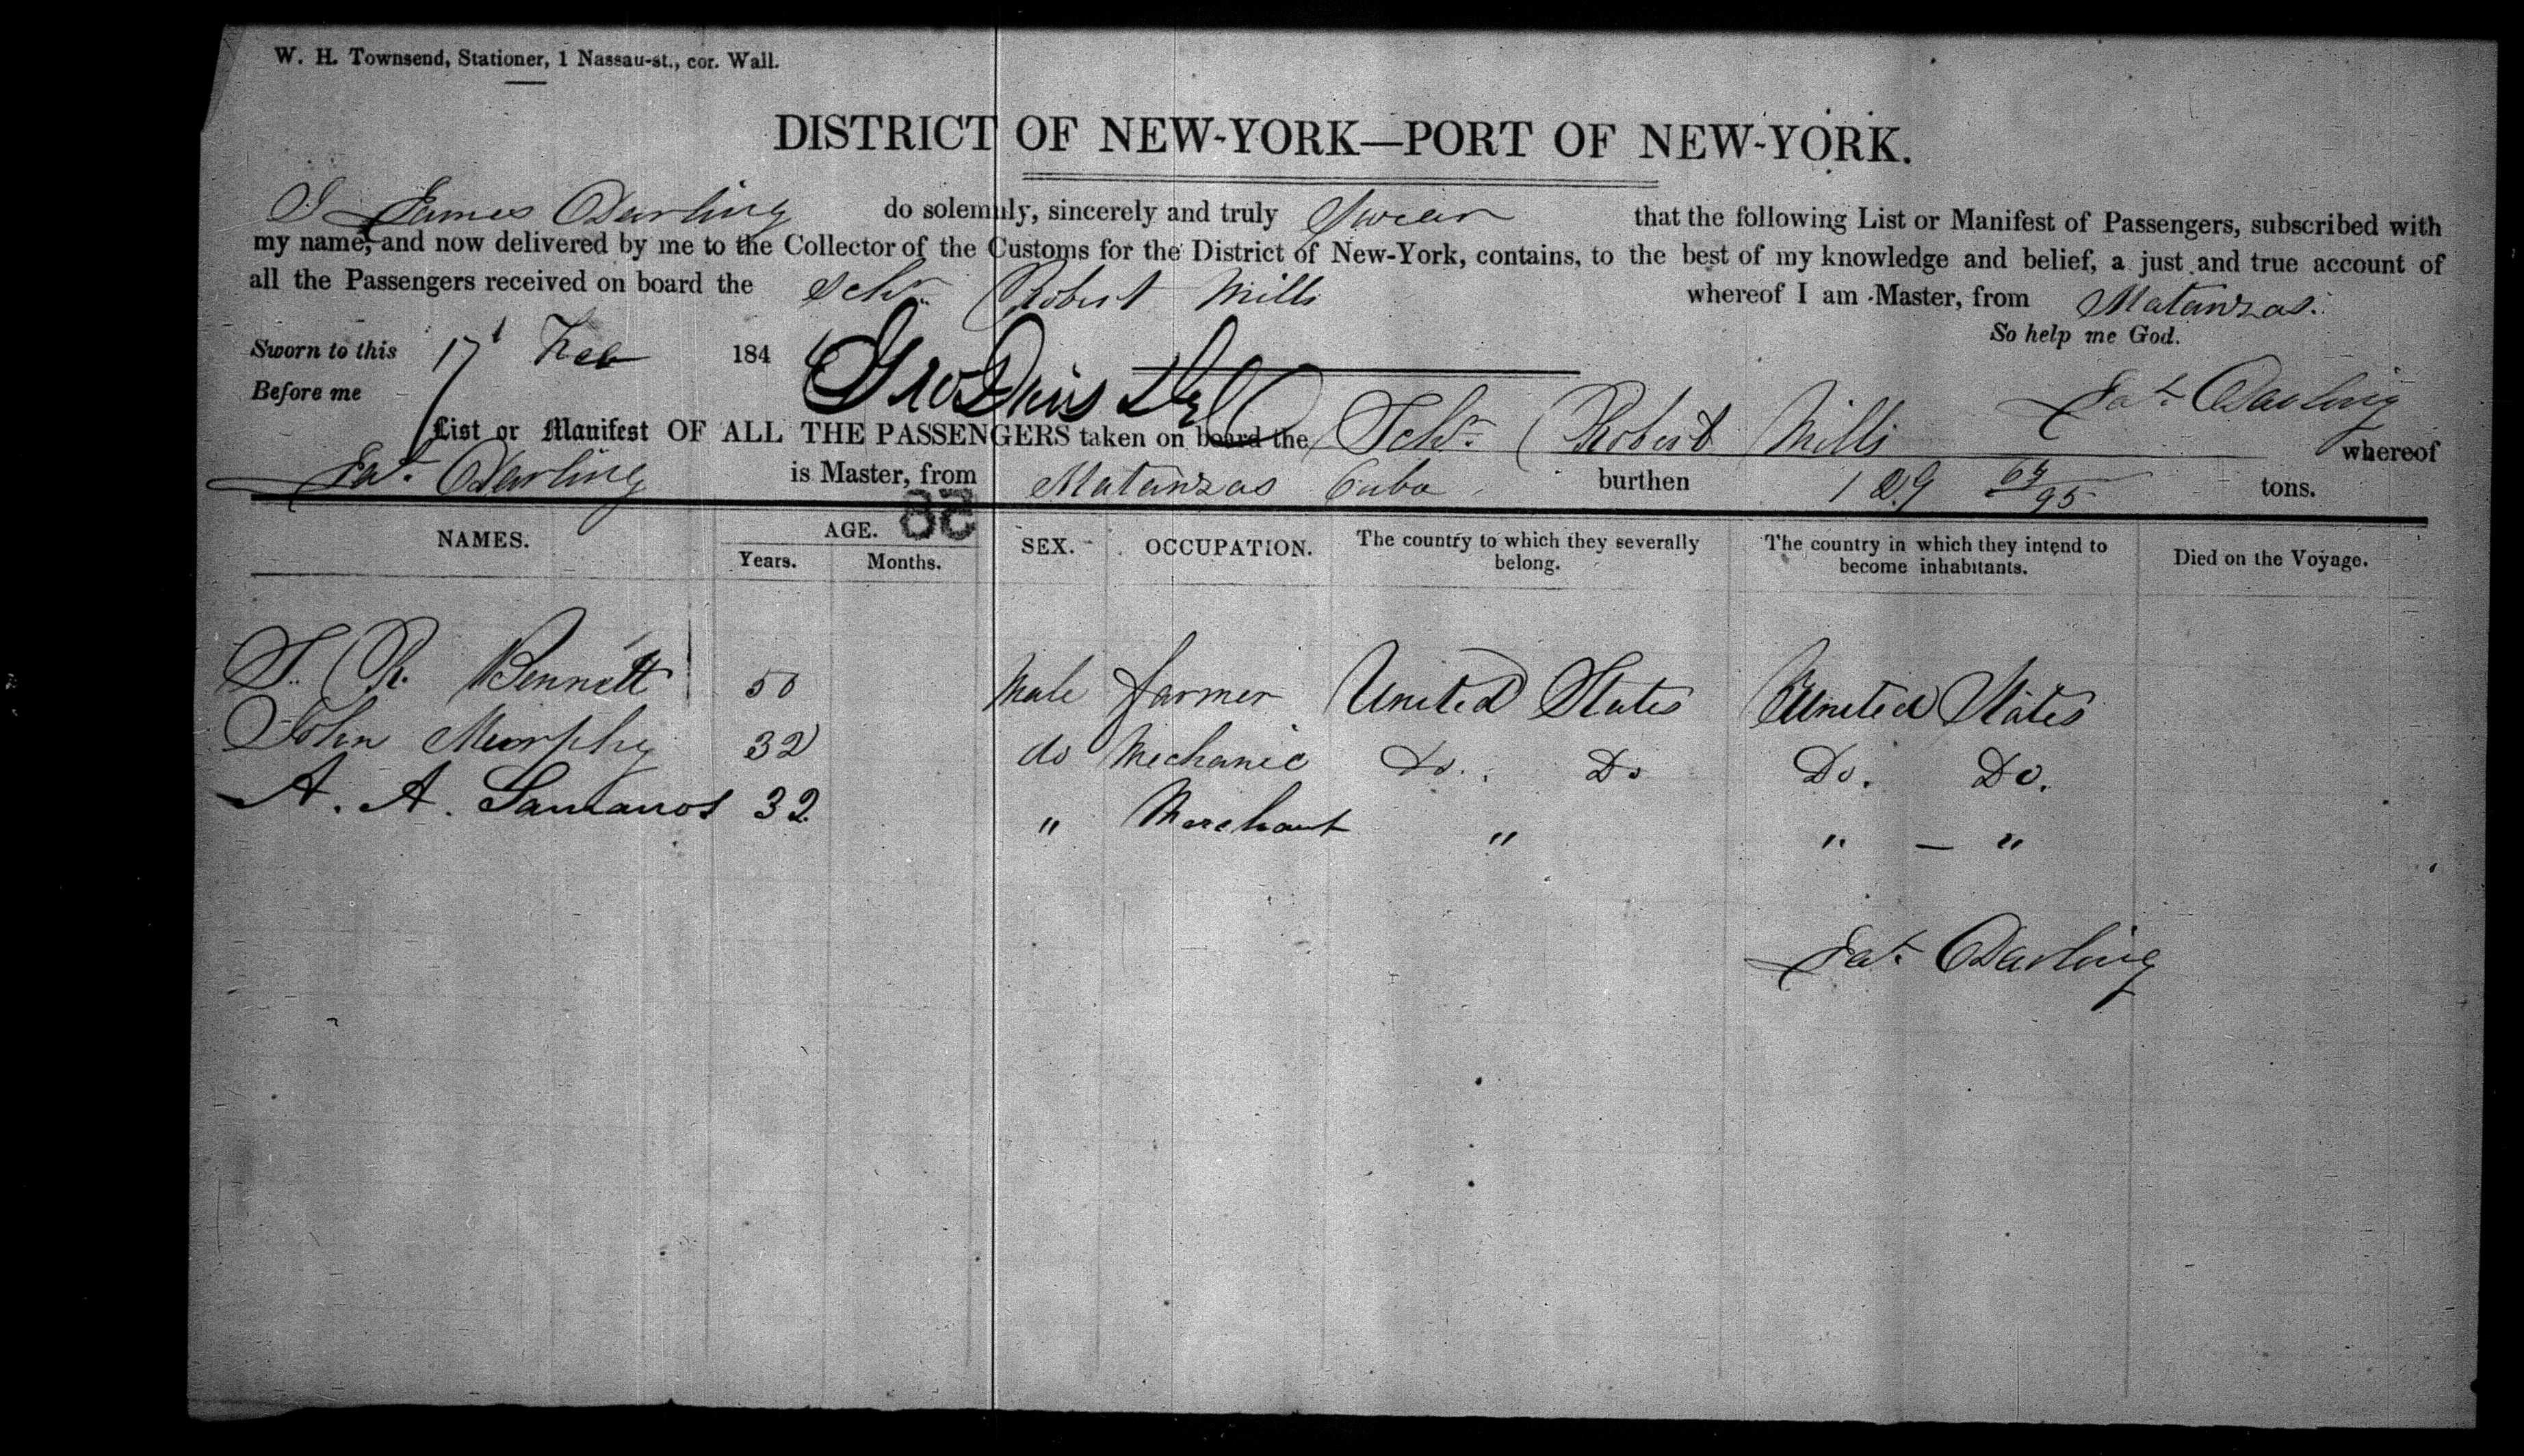 W. H. Townsend, Stationer, 1 Nassau-st., cor. Wall.
DISTRICT OF NEW-YORK—PORT OF NEW-YORK.
I James Darling do solemnly, sincerely and truly Swear that the following List or Manifest of Passengers, subscribed with
my name, and now delivered by me to the Collector of the Customs for the District of New-York, contains, to the best of my knowledge and belief, a just and true account of
all the Passengers received on board the Schr Robert Mills whereof I am Master, from Matanzas.
So help me God.
Sworn to this 17 Feb 184
Before me
Jas. Darling
List or Manifest OF ALL THE PASSENGERS taken on board the Schr Robert Mills whereof
Jas. Darling is Master, from Matanzas Cuba burthen 129 64/95 tons.
NAMES. AGE. SEX. OCCUPATION. The country to which they severally belong. The country in which they intend to become inhabitants. Died on the Voyage.
Years. Months.
S. R. Bennett 50 Male farmer United States United States
John Murphy 32 do Mechanic Do. Do Do. Do.
A. A. Samanos 32 " Merchant " " — "
Jas. Darling